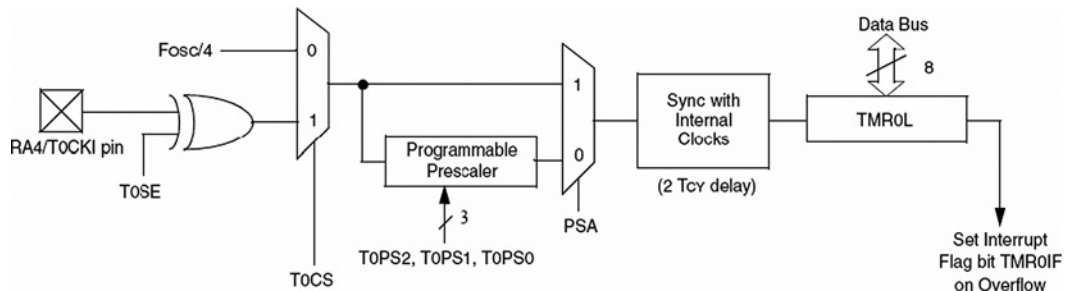 Data Bus
8
Fosc/4
0
1
RA4/T0CKI pin
T0SE
T0CS
Programmable
Prescaler
3
T0PS2, T0PS1, T0PS0
1
0
PSA
Sync with
Internal
Clocks
(2 TCY delay)
TMR0L
Set Interrupt
Flag bit TMR0IF
on Overflow